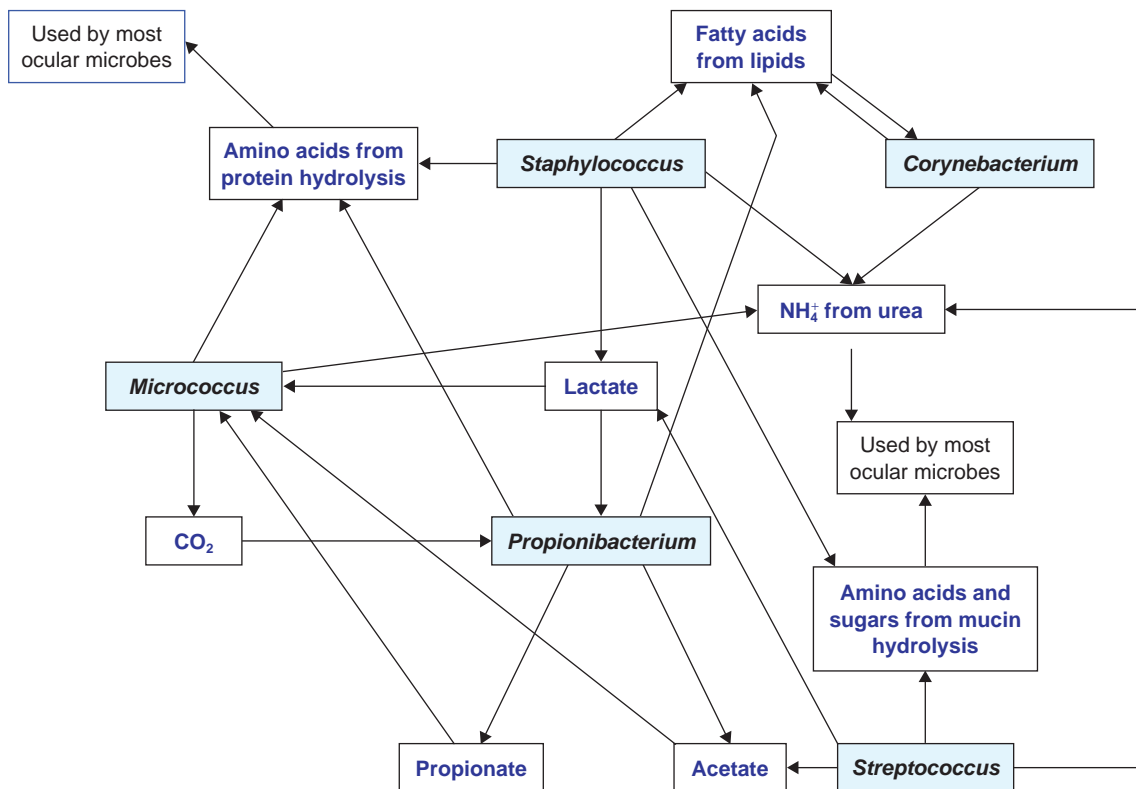 Used by most
ocular microbes
Fatty acids
from lipids
Amino acids from
protein hydrolysis
Staphylococcus
Corynebacterium
NH₄⁺ from urea
Micrococcus
Lactate
Used by most
ocular microbes
CO₂
Propionibacterium
Amino acids and
sugars from mucin
hydrolysis
Propionate
Acetate
Streptococcus